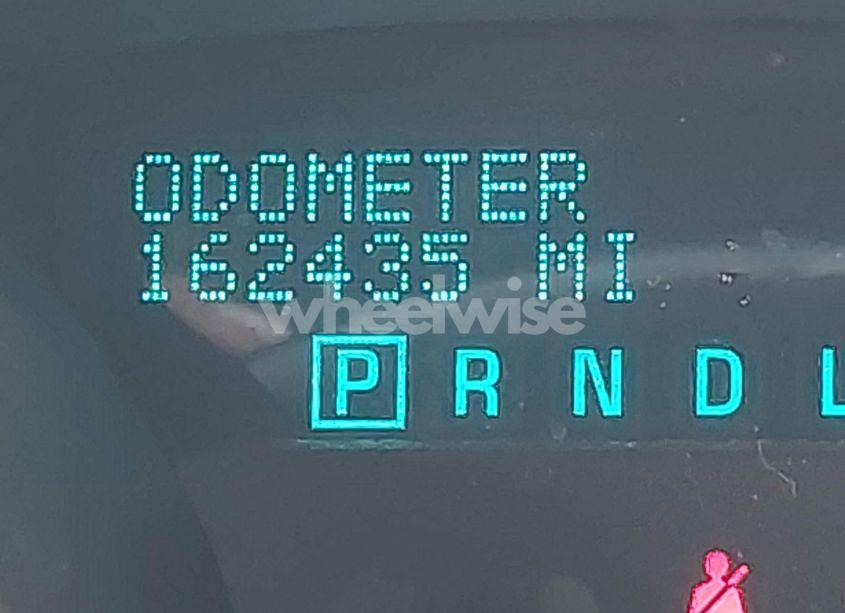 ODOMETER
162435 MI
wheelwise
P R N D L